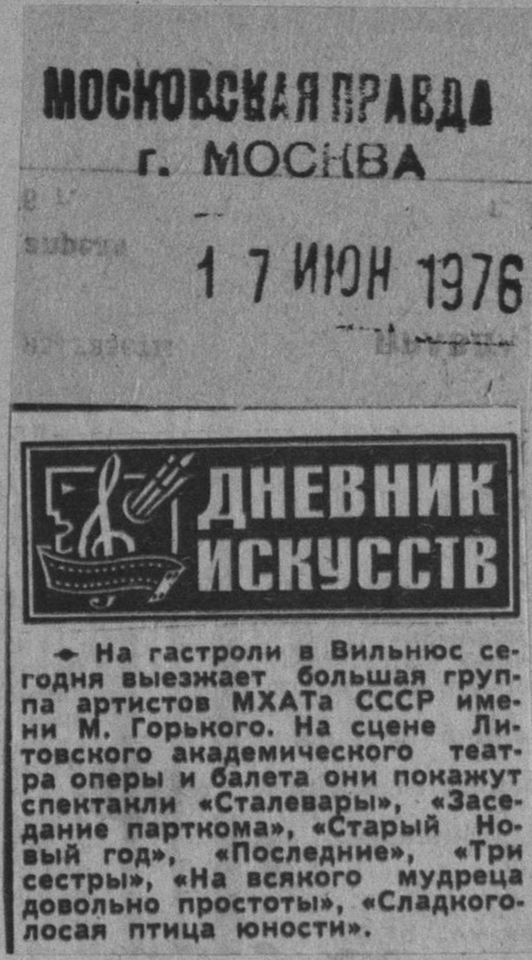 МОСКОВСКАЯ ПРАВДА
г. МОСКВА
17 ИЮН 1976
ДНЕВНИК
ИСКУССТВ
На гастроли в Вильнюс се-
годня выезжает большая груп-
па артистов МХАТа СССР име-
ни М. Горького. На сцене Ли-
товского академического теат-
ра оперы и балета они покажут
спектакли «Сталевары», «Засе-
дание парткома», «Старый Но-
вый год», «Последние», «Три
сестры», «На всякого мудреца
довольно простоты», «Сладкого-
лосая птица юности».